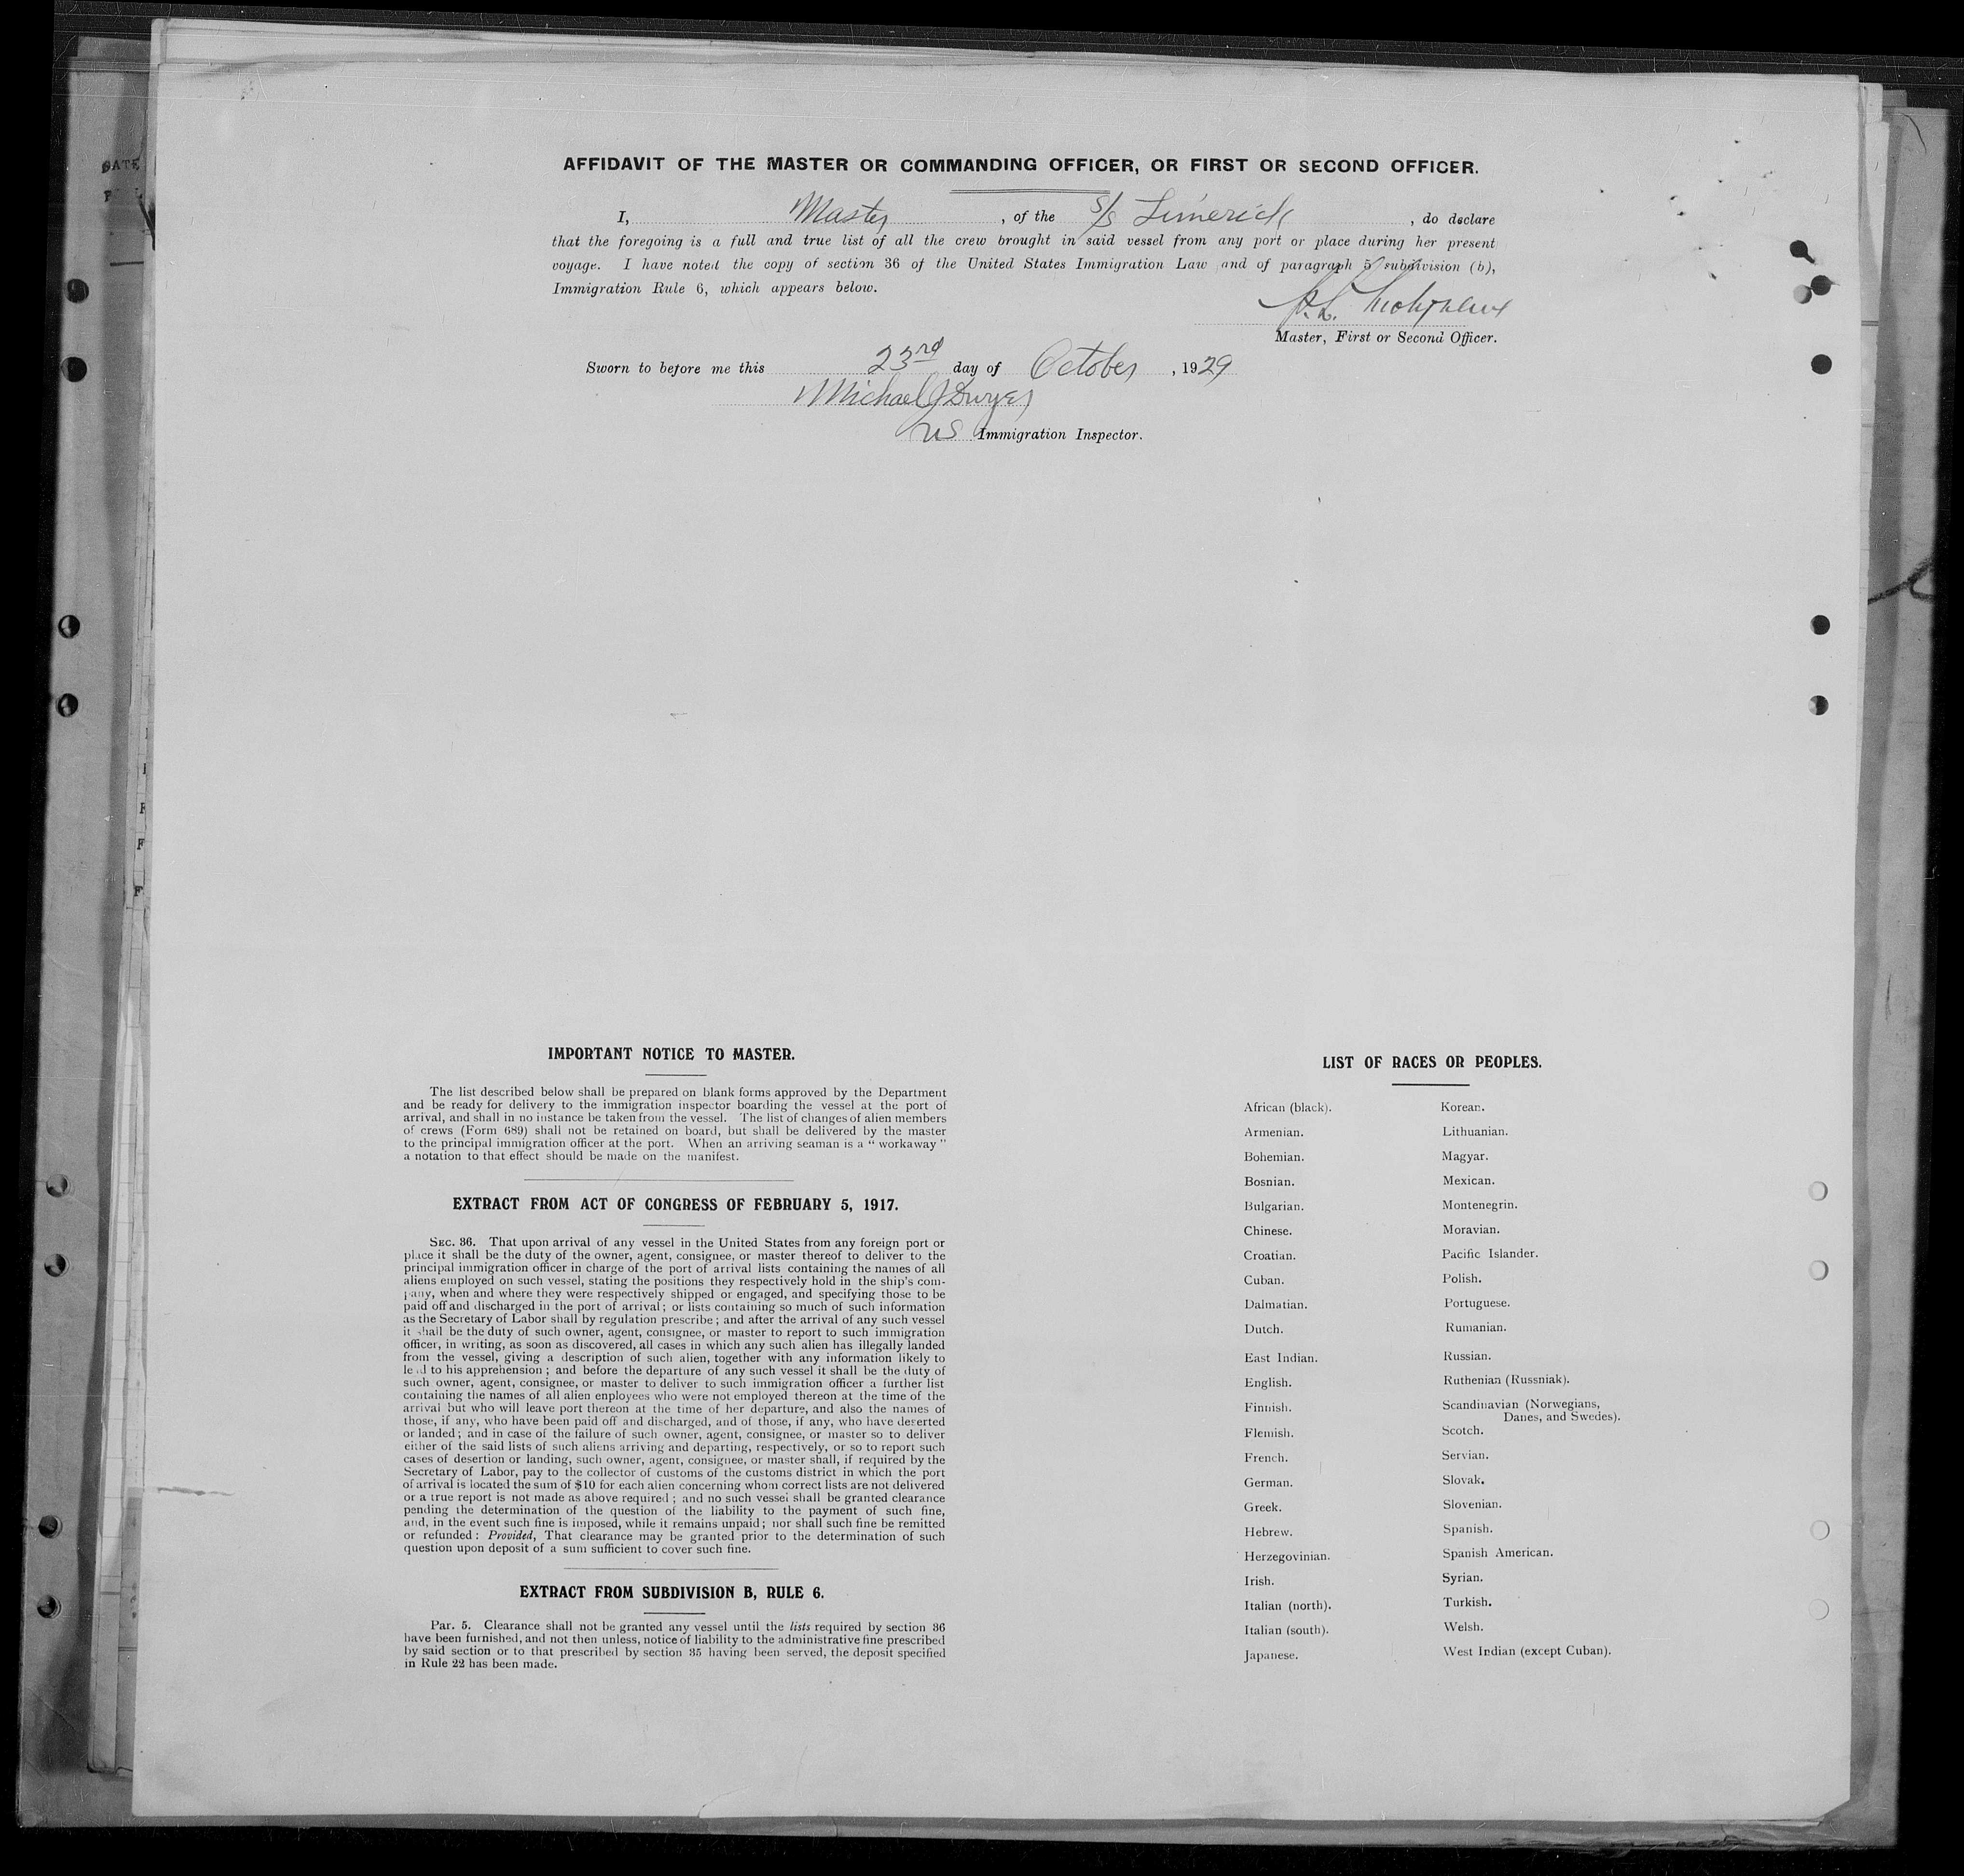 AFFIDAVIT OF THE MASTER OR COMMANDING OFFICER, OR FIRST OR SECOND OFFICER.
I, Master, of the S/S Limerick, do declare
that the foregoing is a full and true list of all the crew brought in said vessel from any port or place during her present
voyage. I have noted the copy of section 36 of the United States Immigration Law and of paragraph 5 subdivision (b),
Immigration Rule 6, which appears below.
Master, First or Second Officer.
Sworn to before me this 23rd day of October, 1929
Michael J Dwyer
US Immigration Inspector.
IMPORTANT NOTICE TO MASTER.
The list described below shall be prepared on blank forms approved by the Department
and be ready for delivery to the immigration inspector boarding the vessel at the port of
arrival, and shall in no instance be taken from the vessel. The list of changes of alien members
of crews (Form 689) shall not be retained on board, but shall be delivered by the master
to the principal immigration officer at the port. When an arriving seaman is a "workaway"
a notation to that effect should be made on the manifest.
EXTRACT FROM ACT OF CONGRESS OF FEBRUARY 5, 1917.
SEC. 36. That upon arrival of any vessel in the United States from any foreign port or
place it shall be the duty of the owner, agent, consignee, or master thereof to deliver to the
principal immigration officer in charge of the port of arrival lists containing the names of all
aliens employed on such vessel, stating the positions they respectively hold in the ship's com-
pany, when and where they were respectively shipped or engaged, and specifying those to be
paid off and discharged in the port of arrival; or lists containing so much of such information
as the Secretary of Labor shall by regulation prescribe; and after the arrival of any such vessel
it shall be the duty of such owner, agent, consignee, or master to report to such immigration
officer, in writing, as soon as discovered, all cases in which any such alien has illegally landed
from the vessel, giving a description of such alien, together with any information likely to
lead to his apprehension; and before the departure of any such vessel it shall be the duty of
such owner, agent, consignee, or master to deliver to such immigration officer a further list
containing the names of all alien enployees who were not employed thereon at the time of the
arrival but who will leave port thereon at the time of her departure, and also the names of
those, if any, who have been paid off and discharged, and of those, if any, who have deserted
or landed; and in case of the failure of such owner, agent, consignee, or master so to deliver
either of the said lists of such aliens arriving and departing, respectively, or so to report such
cases of desertion or landing, such owner, agent, consignee, or master shall, if required by the
Secretary of Labor, pay to the collector of customs of the customs district in which the port
of arrival is located the sum of $10 for each alien concerning whom correct lists are not delivered
or a true report is not made as above required; and no such vessel shall be granted clearance
pending the determination of the question of the liability to the payment of such fine,
and, in the event such fine is imposed, while it remains unpaid; nor shall such fine be remitted
or refunded: Provided, That clearance may be granted prior to the determination of such
question upon deposit of a sum sufficient to cover such fine.
EXTRACT FROM SUBDIVISION B, RULE 6.
Par. 5. Clearance shall not be granted any vessel until the lists required by section 36
have been furnished, and not then unless, notice of liability to the administrative fine prescribed
by said section or to that prescribed by section 35 having been served, the deposit specified
in Rule 22 has been made.
LIST OF RACES OR PEOPLES.
African (black).
Armenian.
Bohemian.
Bosnian.
Bulgarian.
Chinese.
Croatian.
Cuban.
Dalmatian.
Dutch.
East Indian.
English.
Finnish.
Flemish.
French.
German.
Greek.
Hebrew.
Herzegovinian.
Irish.
Italian (north).
Italian (south).
Japanese.
Korean.
Lithuanian.
Magyar.
Mexican.
Montenegrin.
Moravian.
Pacific Islander.
Polish.
Portuguese.
Rumanian.
Russian.
Ruthenian (Russniak).
Scandinavian (Norwegians,
Danes, and Swedes).
Scotch.
Servian.
Slovak.
Slovenian.
Spanish.
Spanish American.
Syrian.
Turkish.
Welsh.
West Indian (except Cuban).